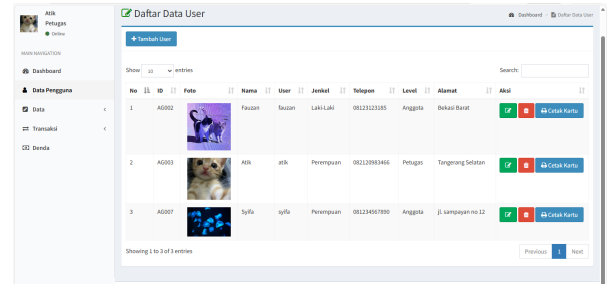 Atik
Petugas
Online
MAIN NAVIGATION
Dashboard
Data Pengguna
Data
Transaksi
Denda
Daftar Data User
Dashboard Daftar Data User
+ Tambah User
Show 10 entries Search:
No ID Foto Nama User Jenkel Telepon Level Alamat Aksi
1 AG002 Fauzan fauzan Laki-Laki 08123123185 Anggota Bekasi Barat Cetak Kartu
2 AG003 Atik atik Perempuan 082120983466 Petugas Tangerang Selatan Cetak Kartu
3 AG007 Syifa syifa Perempuan 081234567890 Anggota jl. sampayan no 12 Cetak Kartu
Showing 1 to 3 of 3 entries
Previous 1 Next